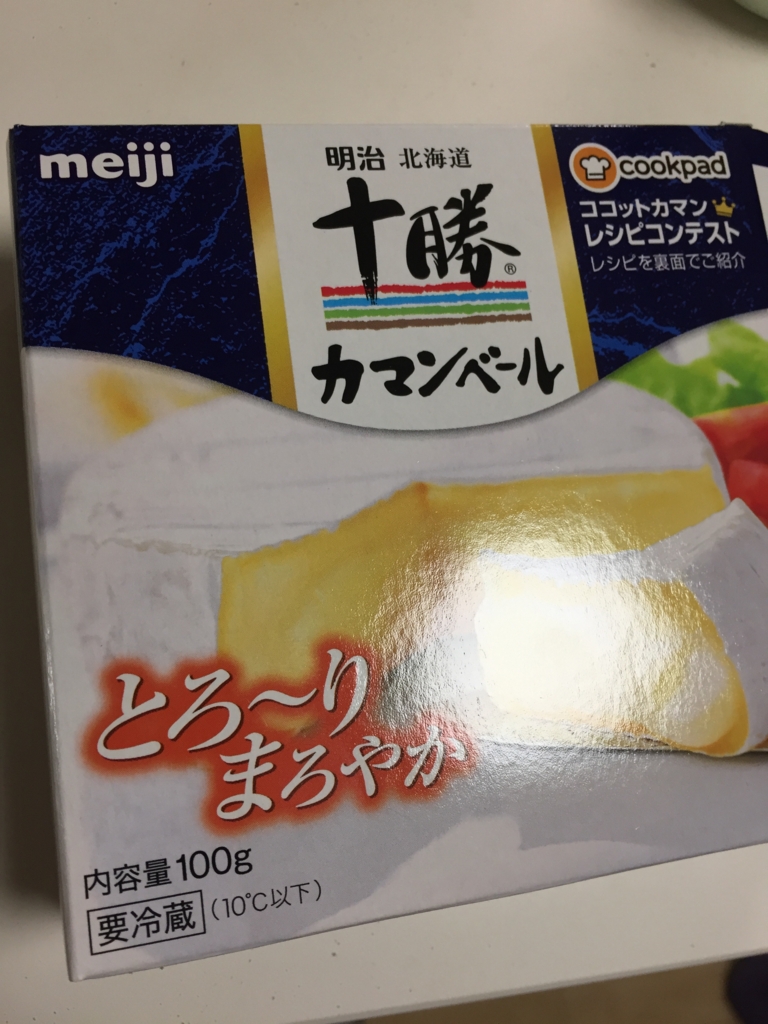 meiji
明治 北海道
十勝®
カマンベール
cookpad
ココットカマン
レシピコンテスト
レシピを裏面でご紹介
とろ~り
まろやか
内容量100g
要冷蔵 (10℃以下)